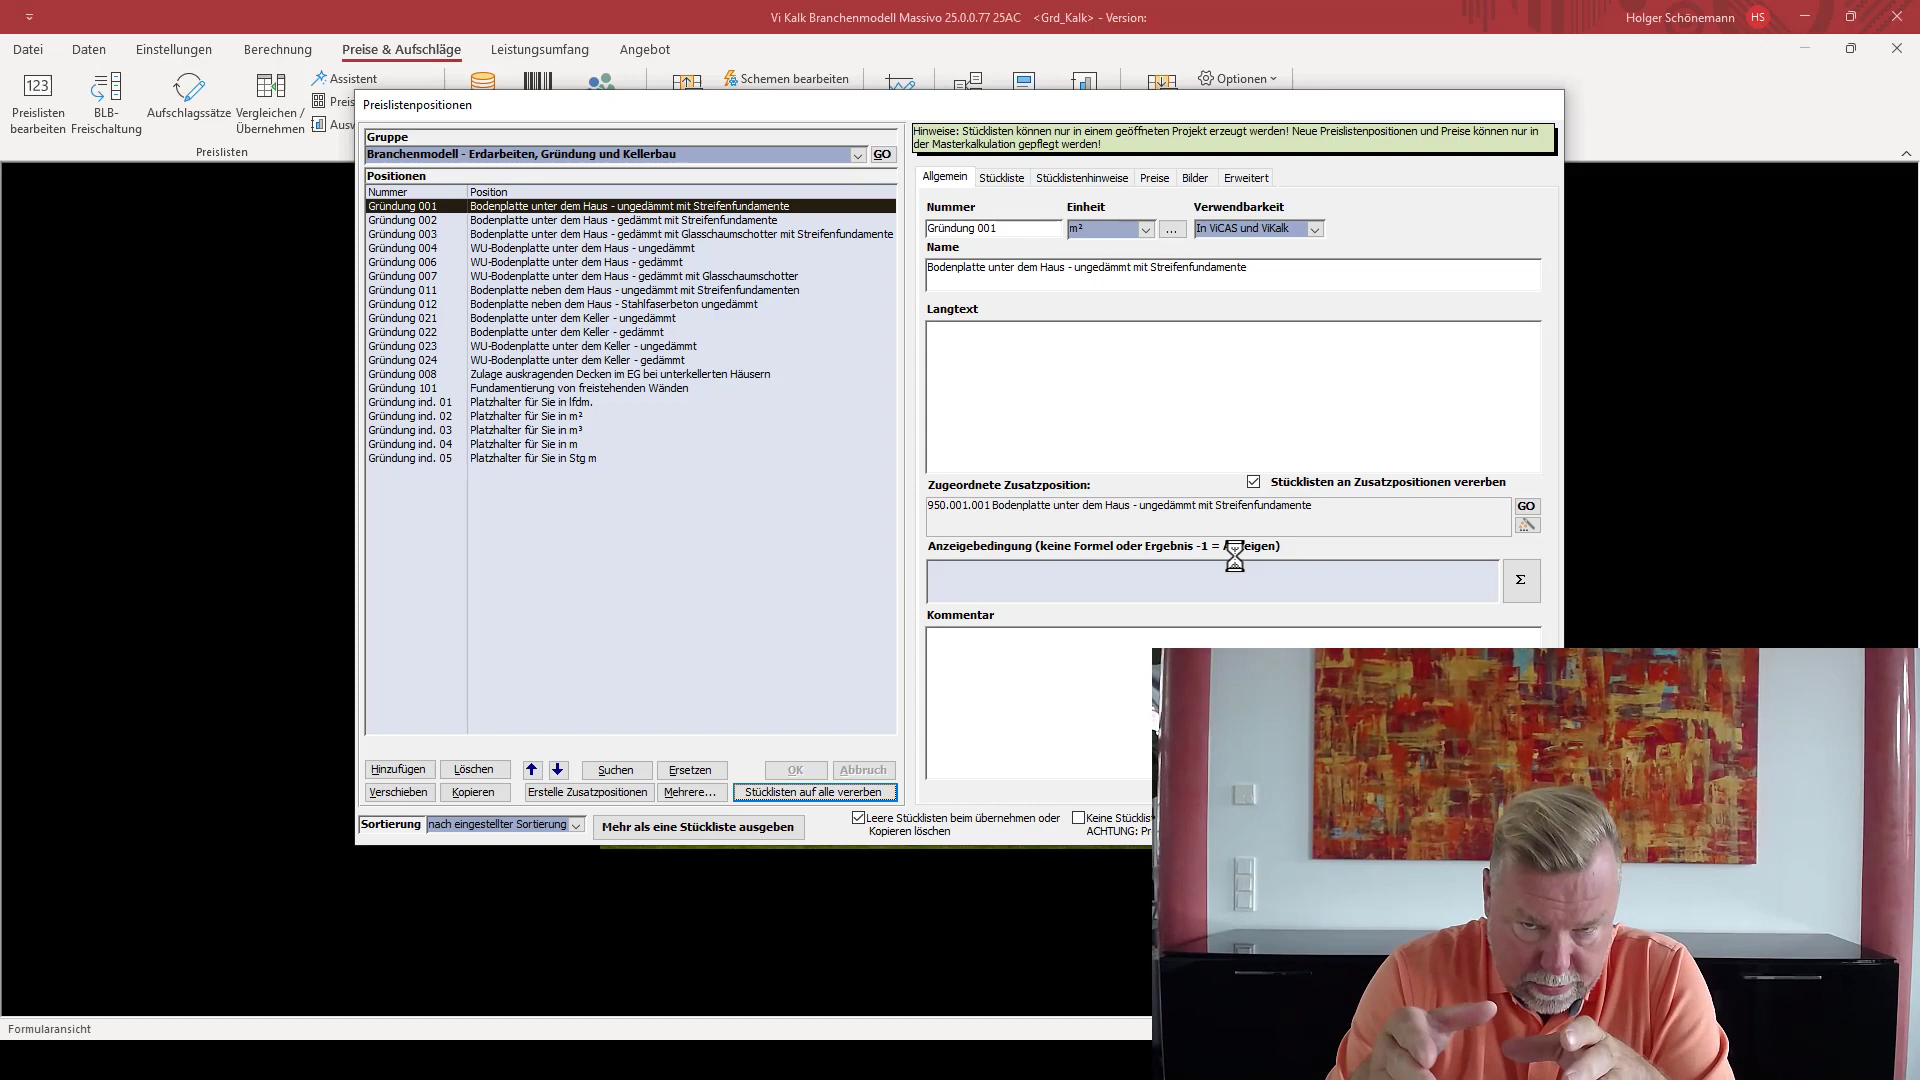 Vi Kalk Branchenmodell Massivo 25.0.0.77 25AC <Grd_Kalk> - Version:
Holger Schönemann HS
Datei Daten Einstellungen Berechnung Preise & Aufschläge Leistungsumfang Angebot
123
Preislisten bearbeiten
BLB-Freischaltung
Aufschlagssätze
Vergleichen / Übernehmen
Assistent
Schemen bearbeiten
Optionen
Preislisten
Preislistenpositionen
Gruppe
Branchenmodell - Erdarbeiten, Gründung und Kellerbau GO
Positionen
Nummer Position
Gründung 001 Bodenplatte unter dem Haus - ungedämmt mit Streifenfundamente
Gründung 002 Bodenplatte unter dem Haus - gedämmt mit Streifenfundamente
Gründung 003 Bodenplatte unter dem Haus - gedämmt mit Glasschaumschotter mit Streifenfundamente
Gründung 004 WU-Bodenplatte unter dem Haus - ungedämmt
Gründung 006 WU-Bodenplatte unter dem Haus - gedämmt
Gründung 007 WU-Bodenplatte unter dem Haus - gedämmt mit Glasschaumschotter
Gründung 011 Bodenplatte neben dem Haus - ungedämmt mit Streifenfundamenten
Gründung 012 Bodenplatte neben dem Haus - Stahlfaserbeton ungedämmt
Gründung 021 Bodenplatte unter dem Keller - ungedämmt
Gründung 022 Bodenplatte unter dem Keller - gedämmt
Gründung 023 WU-Bodenplatte unter dem Keller - ungedämmt
Gründung 024 WU-Bodenplatte unter dem Keller - gedämmt
Gründung 008 Zulage auskragenden Decken im EG bei unterkellerten Häusern
Gründung 101 Fundamentierung von freistehenden Wänden
Gründung ind. 01 Platzhalter für Sie in lfdm.
Gründung ind. 02 Platzhalter für Sie in m²
Gründung ind. 03 Platzhalter für Sie in m³
Gründung ind. 04 Platzhalter für Sie in m
Gründung ind. 05 Platzhalter für Sie in Stg m
Hinzufügen Löschen Suchen Ersetzen OK Abbruch
Verschieben Kopieren Erstelle Zusatzpositionen Mehrere... Stücklisten auf alle vererben
Sortierung nach eingestellter Sortierung Mehr als eine Stückliste ausgeben
Leere Stücklisten beim übernehmen oder
Kopieren löschen
Keine Stücklis
ACHTUNG: Pr
Hinweise: Stücklisten können nur in einem geöffneten Projekt erzeugt werden! Neue Preislistenpositionen und Preise können nur in
der Masterkalkulation gepflegt werden!
Allgemein Stückliste Stücklistenhinweise Preise Bilder Erweitert
Nummer Einheit Verwendbarkeit
Gründung 001 m² ... In ViCAS und ViKalk
Name
Bodenplatte unter dem Haus - ungedämmt mit Streifenfundamente
Langtext
Zugeordnete Zusatzposition: Stücklisten an Zusatzpositionen vererben
950.001.001 Bodenplatte unter dem Haus - ungedämmt mit Streifenfundamente GO
Anzeigebedingung (keine Formel oder Ergebnis -1 = eigen)
Σ
Kommentar
Formularansicht